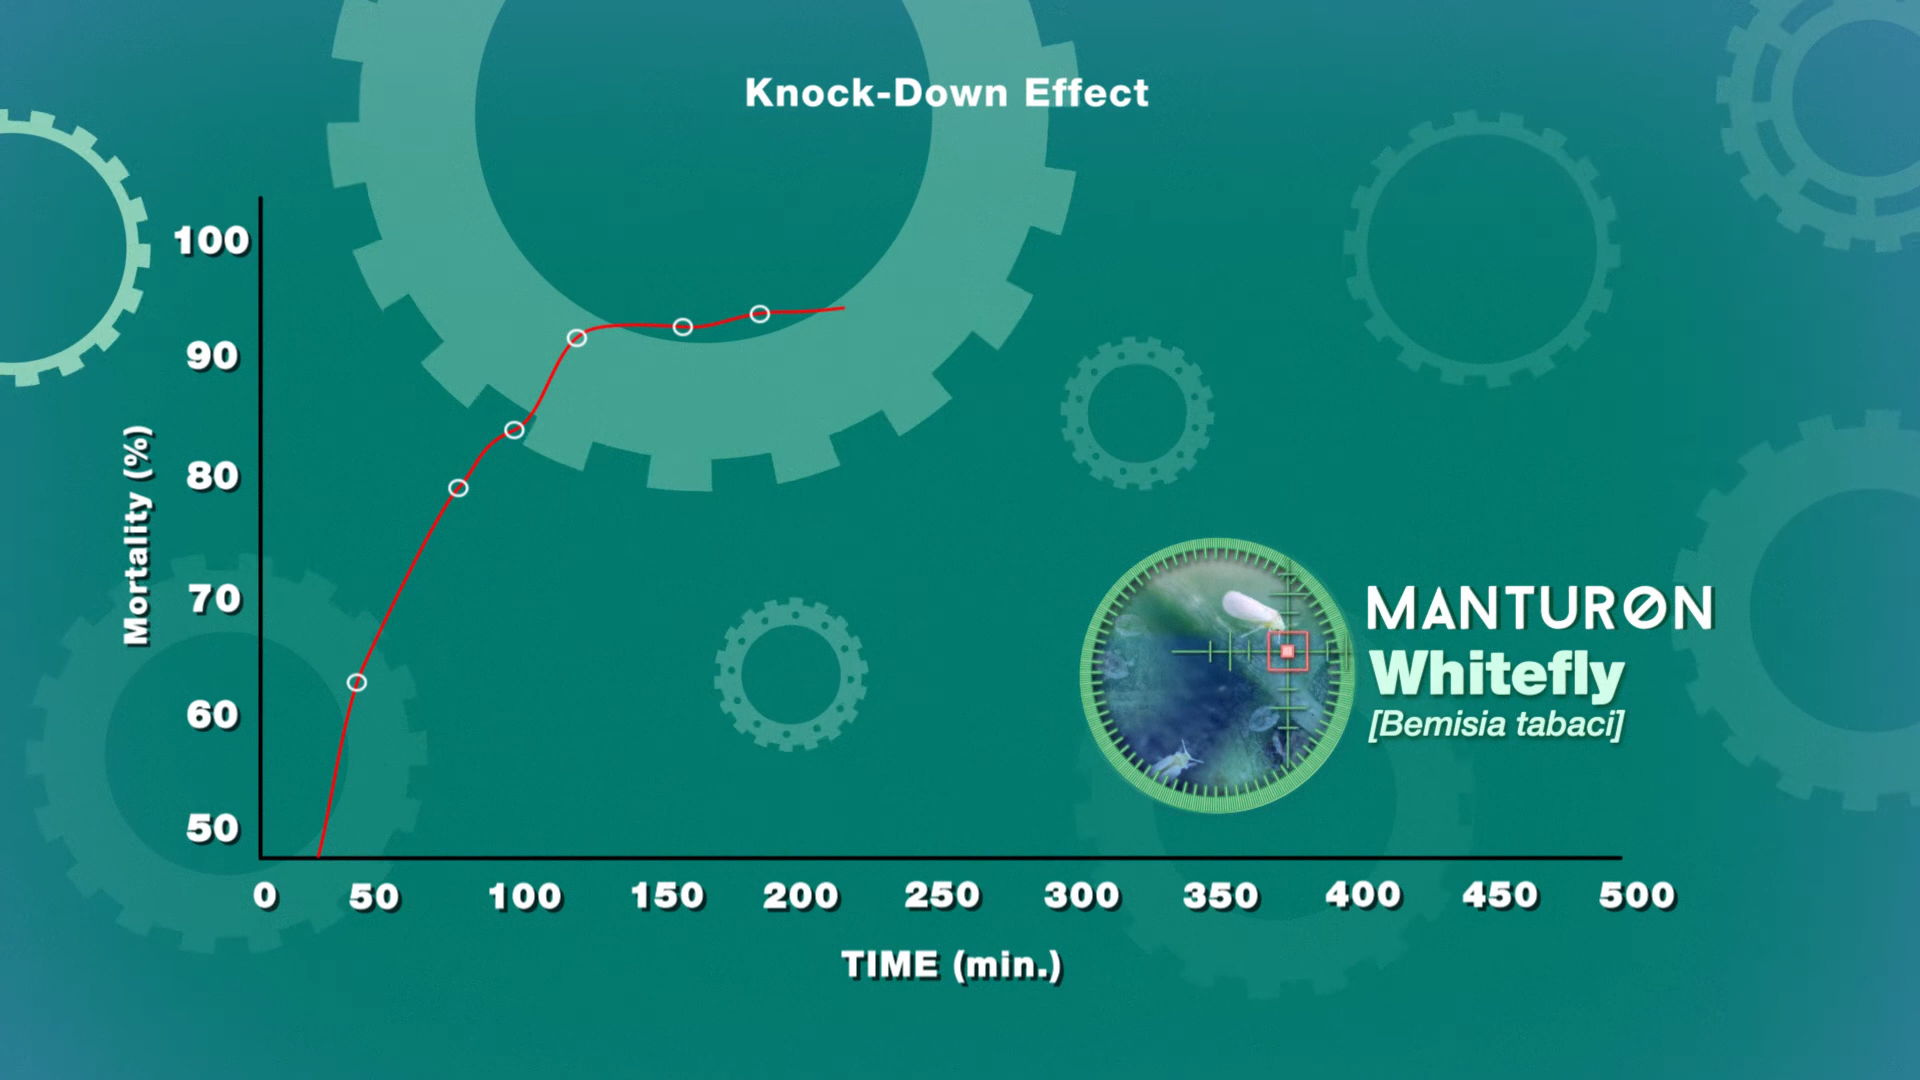 Knock-Down Effect
100
90
80
70
60
50
Mortality (%)
0 50 100 150 200 250 300 350 400 450 500
TIME (min.)
MANTURØN
Whitefly
[Bemisia tabaci]